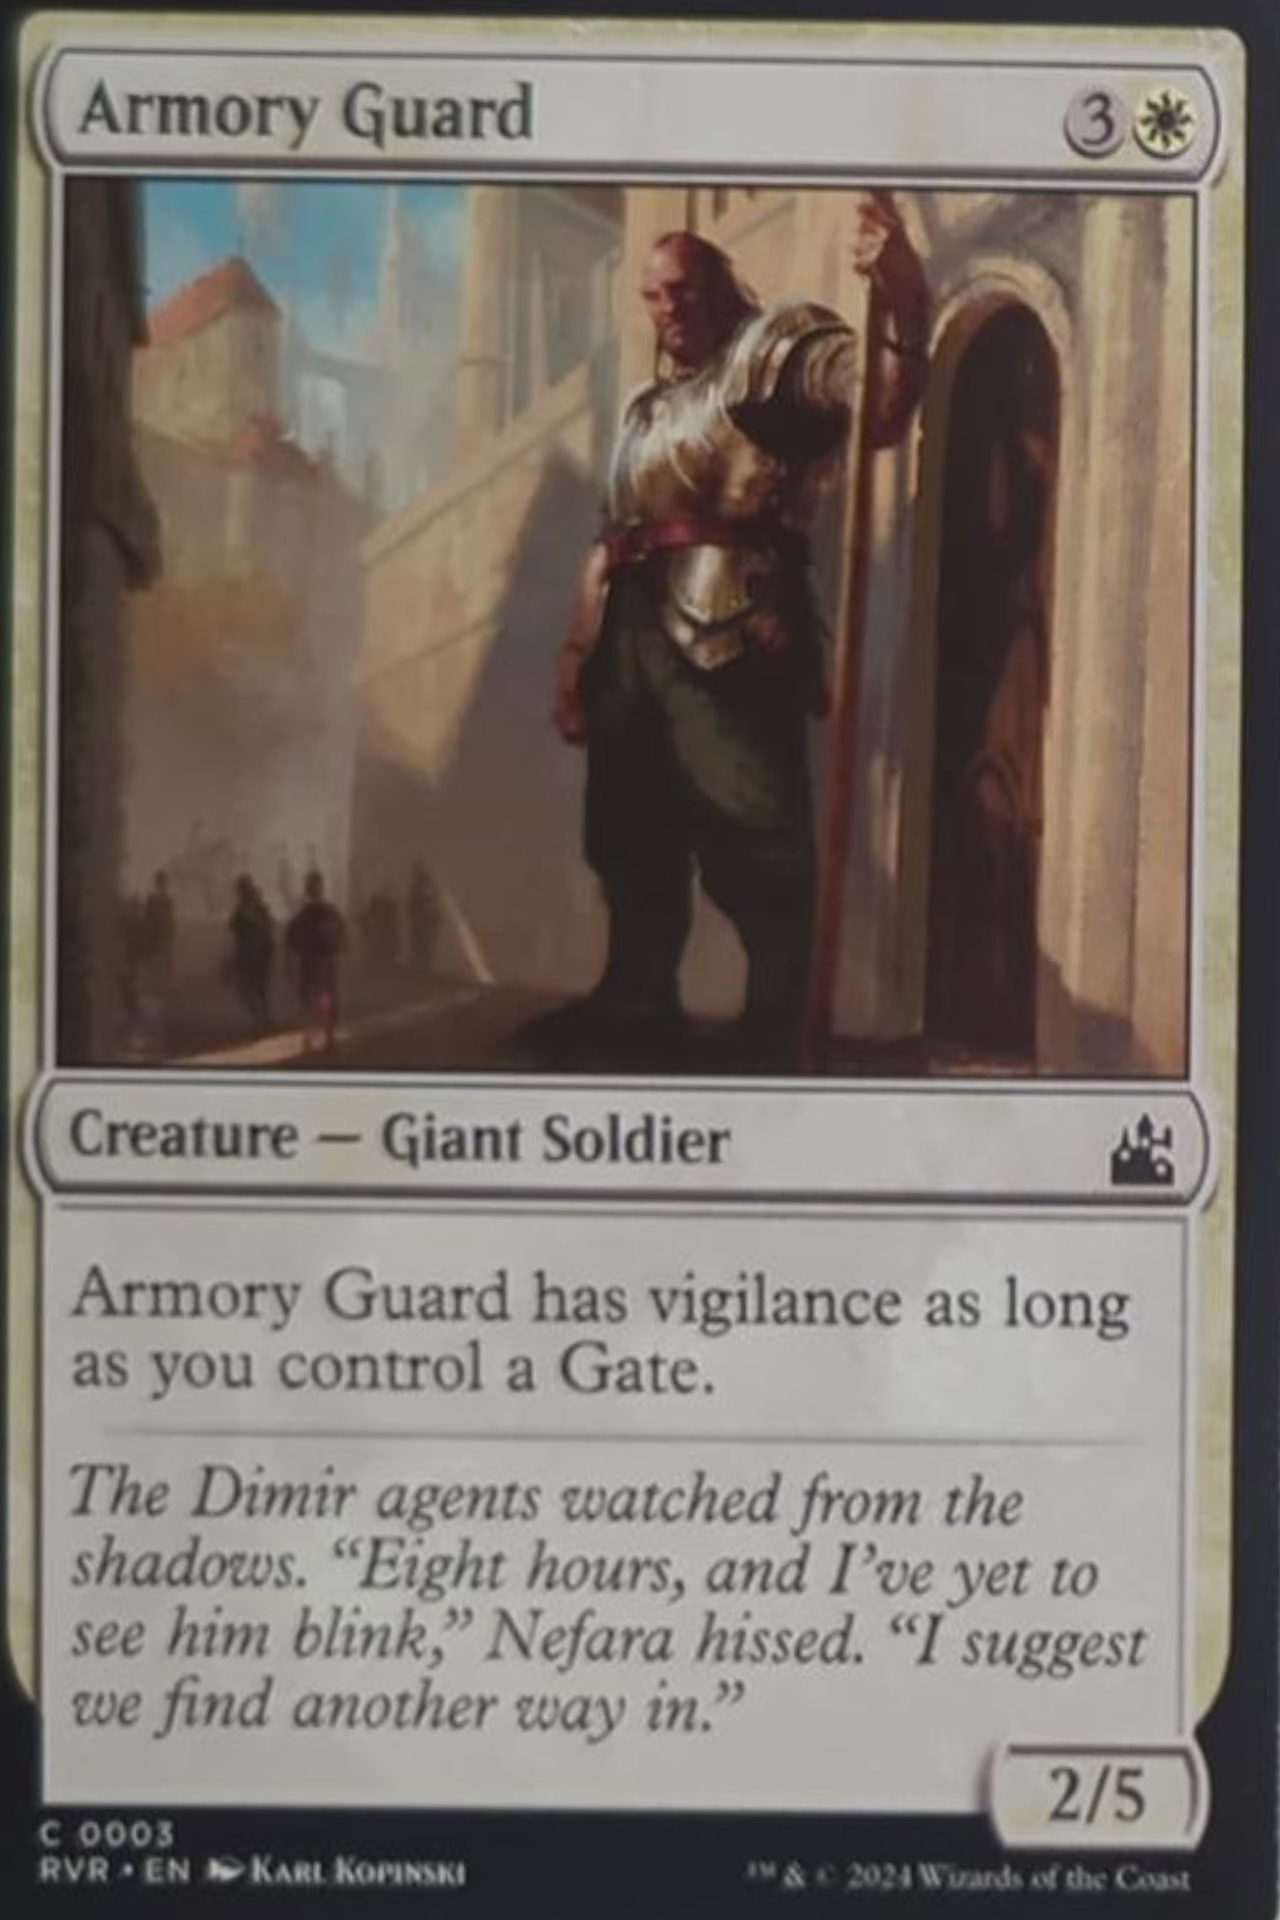 Armory Guard 3
Creature — Giant Soldier
Armory Guard has vigilance as long
as you control a Gate.
The Dimir agents watched from the
shadows. “Eight hours, and I’ve yet to
see him blink,” Nefara hissed. “I suggest
we find another way in.”
2/5
C 0003
RVR • EN KARL KOPINSKI
™ & © 2024 Wizards of the Coast